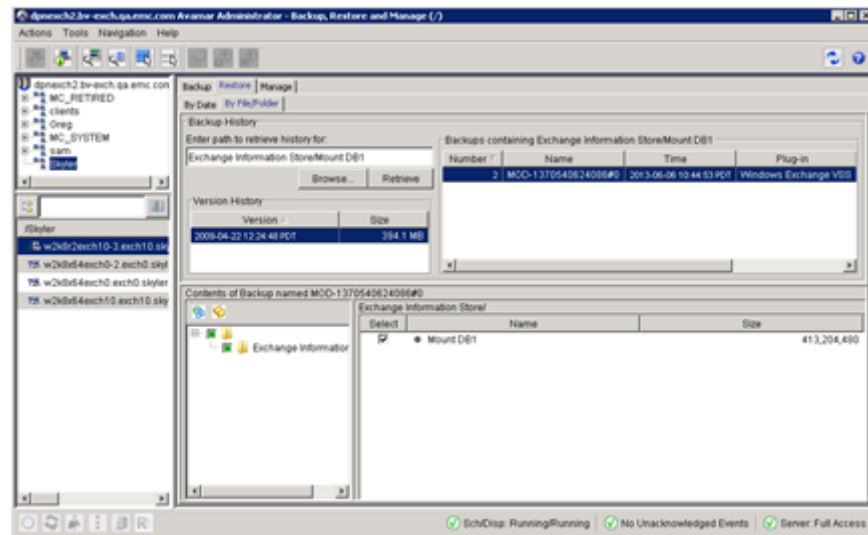 dpnexch2.bv-exch.qa.emc.com Avamar Administrator - Backup, Restore and Manage (/)
Actions Tools Navigation Help
dpnexch2.bv-exch.qa.emc.con
MC_RETIRED
clients
Greg
MC_SYSTEM
sam
Skyler
/Skyler
w2k8r2exch10-3.exch10.sky
w2k8x64exch0-2.exch0.skyl
w2k8x64exch0.exch0.skyler
w2k8x64exch10.exch10.sky
Backup Restore Manage
By Date By File/Folder
Backup History
Enter path to retrieve history for:
Exchange Information Store/Mount DB1
Browse... Retrieve
Version History
Version Size
2009-04-22 12:24:48 PDT 394.1 MB
Backups containing Exchange Information Store/Mount DB1
Number Name Time Plug-in
2 MOD-1370540624086#0 2013-06-06 10:44:53 PDT Windows Exchange VSS
Contents of Backup named MOD-1370540624086#0
Exchange Information
Exchange Information Store/
Select Name Size
Mount DB1 413,204,480
Sch/Disp: Running/Running No Unacknowledged Events Server: Full Access